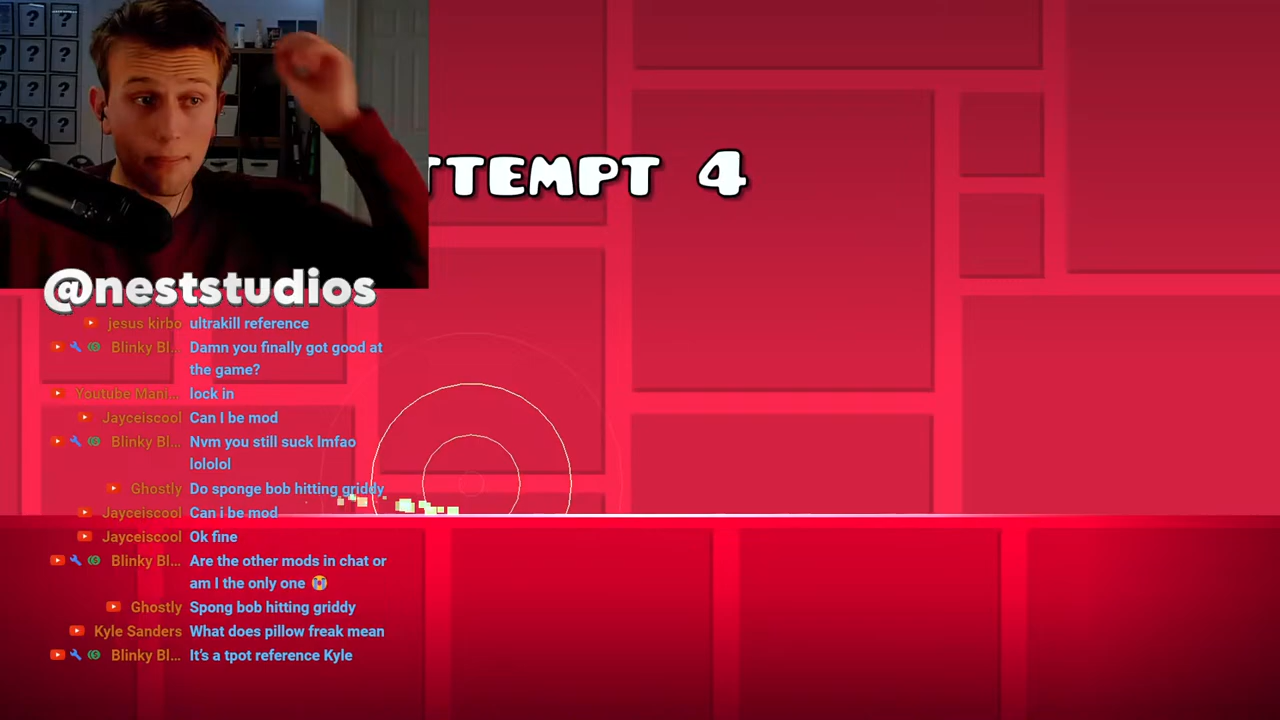 TTEMPT 4
@neststudios
jesus kirbo ultrakill reference
Blinky Bl... Damn you finally got good at
the game?
Youtube Mani... lock in
Jayceiscool Can I be mod
Blinky Bl... Nvm you still suck lmfao
lololol
Ghostly Do sponge bob hitting griddy
Jayceiscool Can i be mod
Jayceiscool Ok fine
Blinky Bl... Are the other mods in chat or
am I the only one 😭
Ghostly Spong bob hitting griddy
Kyle Sanders What does pillow freak mean
Blinky Bl... It’s a tpot reference Kyle
? ? ?
? ? ?
? ? ?
?